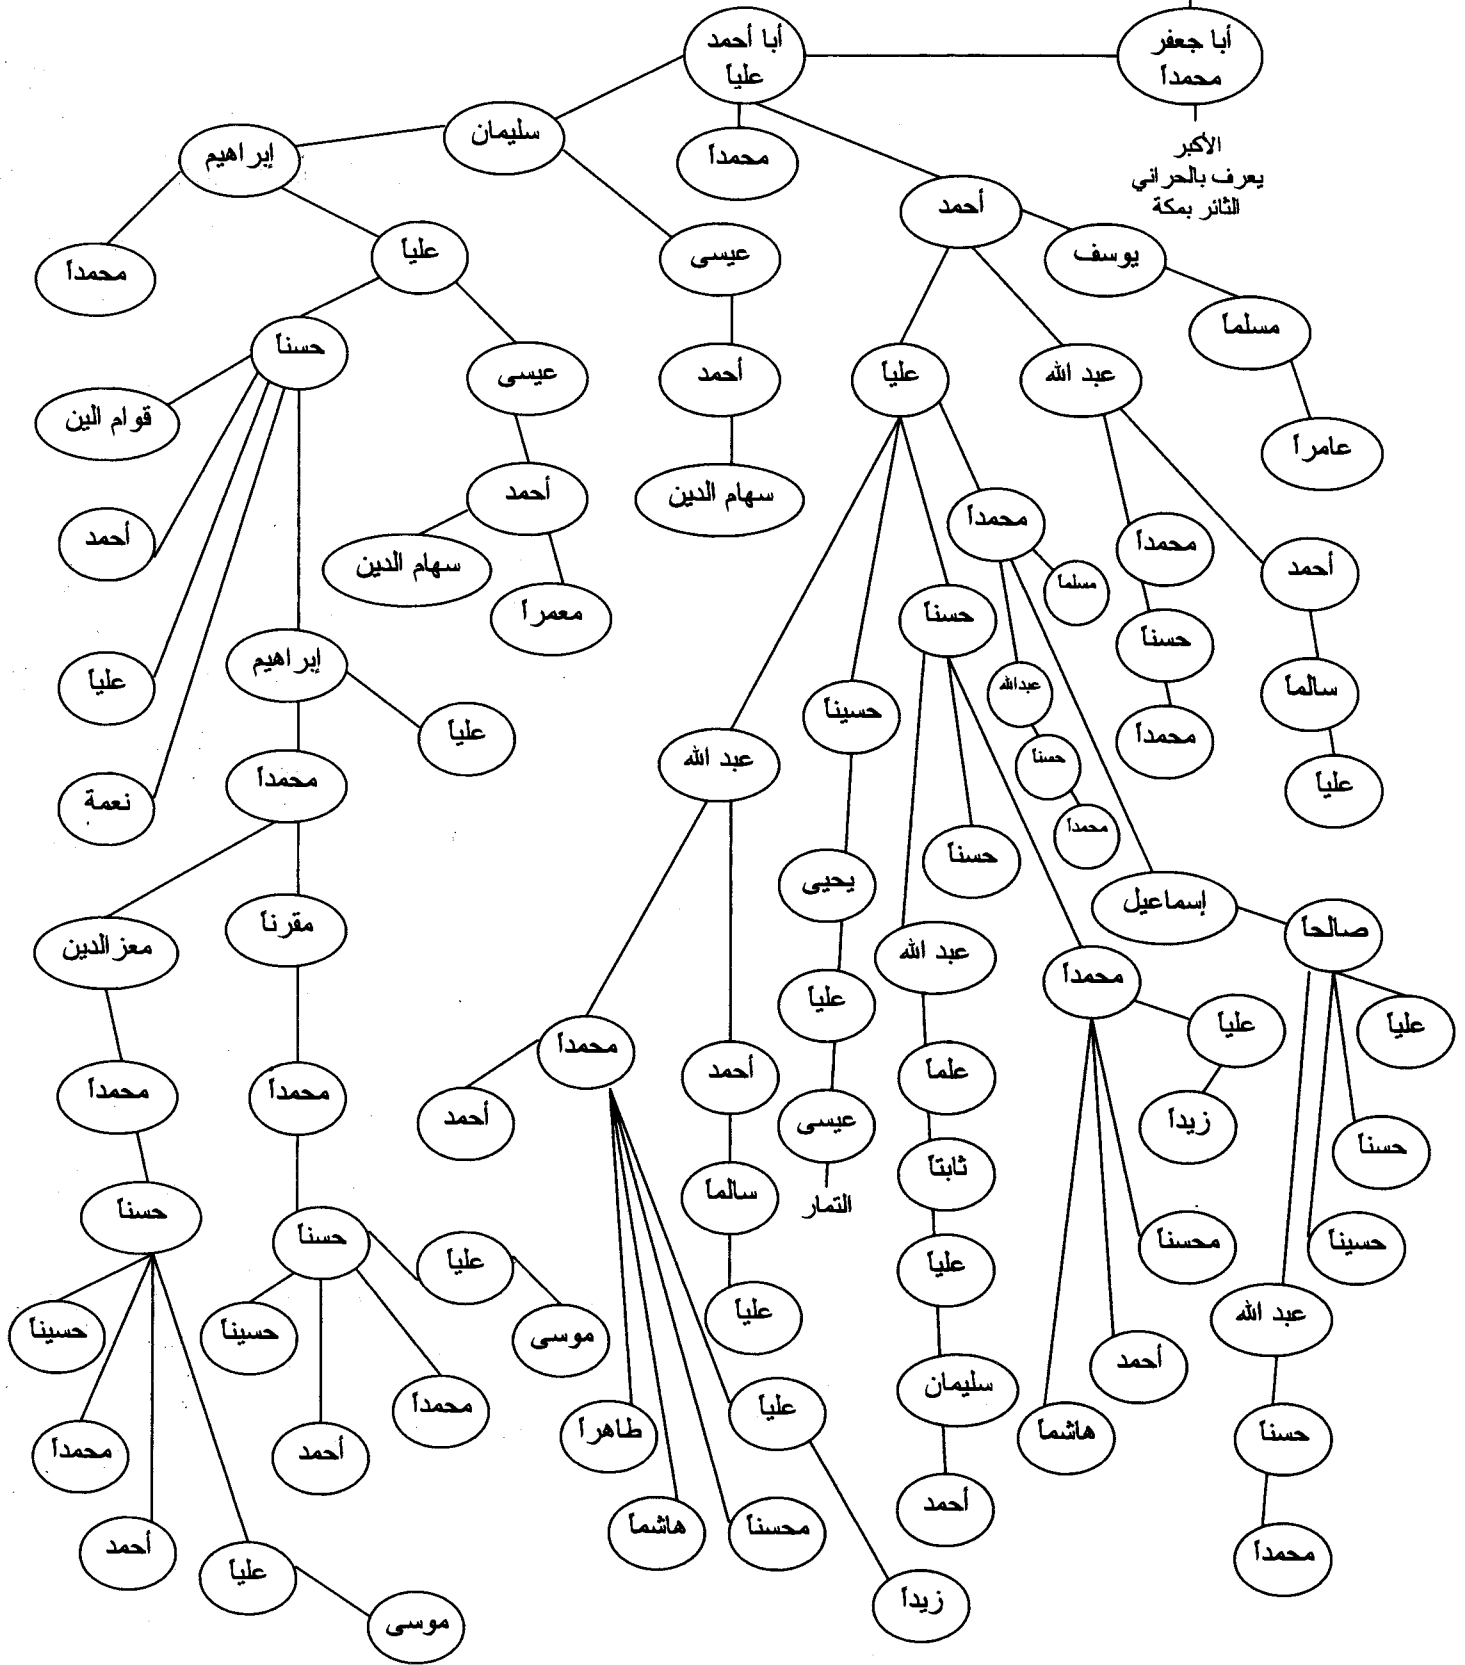 أبا جعفر
محمداً
أبا أحمد
علياً
الأكبر
يعرف بالحراني
الثائر بمكة
سليمان
محمداً
إبراهيم
أحمد
يوسف
عيسى
علياً
محمداً
مسلماً
عبد الله
علياً
أحمد
عيسى
حسناً
عامراً
سهام الدين
أحمد
قوام الين
محمداً
محمداً
أحمد
أحمد
سهام الدين
معمراً
مسلماً
حسناً
حسناً
سالماً
إبراهيم
علياً
عبدالله
محمداً
حسيناً
علياً
عبد الله
حسناً
علياً
محمداً
نعمة
محمداً
حسناً
يحيى
إسماعيل
صالحاً
مقرناً
معز الدين
عبد الله
محمداً
علياً
علياً
علياً
محمداً
أحمد
علماً
محمداً
محمداً
أحمد
عيسى
زيداً
حسناً
ثابتاً
التمار
سالماً
حسناً
حسناً
محسناً
حسيناً
علياً
علياً
علياً
عبد الله
حسيناً
حسيناً
موسى
أحمد
سليمان
محمداً
علياً
طاهراً
هاشماً
حسناً
محمداً
أحمد
أحمد
محسناً
هاشماً
أحمد
محمداً
علياً
زيداً
موسى